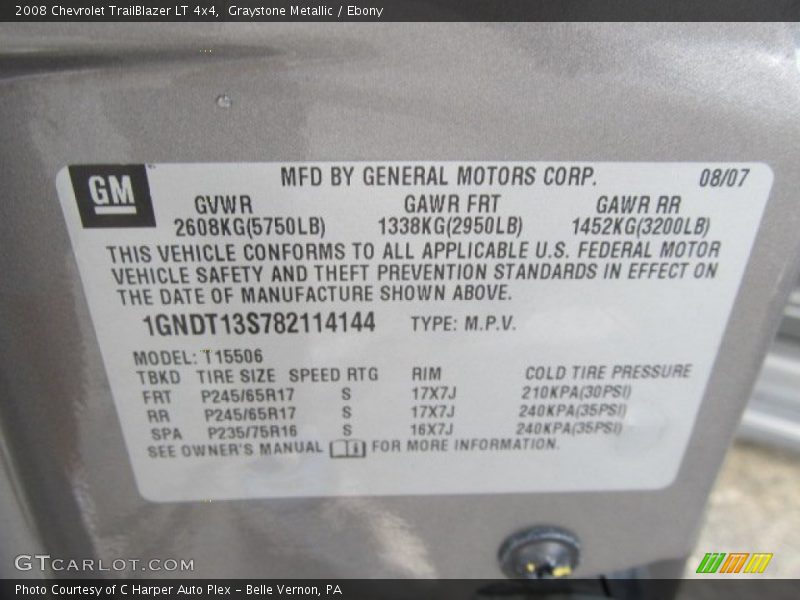 2008 Chevrolet TrailBlazer LT 4x4,  Graystone Metallic / Ebony
GM
MFD BY GENERAL MOTORS CORP. 08/07
GVWR GAWR FRT GAWR RR
2608KG(5750LB) 1338KG(2950LB) 1452KG(3200LB)
THIS VEHICLE CONFORMS TO ALL APPLICABLE U.S. FEDERAL MOTOR
VEHICLE SAFETY AND THEFT PREVENTION STANDARDS IN EFFECT ON
THE DATE OF MANUFACTURE SHOWN ABOVE.
1GNDT13S782114144 TYPE: M.P.V.
MODEL: T15506
TBKD TIRE SIZE SPEED RTG RIM COLD TIRE PRESSURE
FRT P245/65R17 S 17X7J 210KPA(30PSI)
RR P245/65R17 S 17X7J 240KPA(35PSI)
SPA P235/75R16 S 16X7J 240KPA(35PSI)
SEE OWNER'S MANUAL FOR MORE INFORMATION.
GTCARLOT.COM
Photo Courtesy of C Harper Auto Plex – Belle Vernon, PA